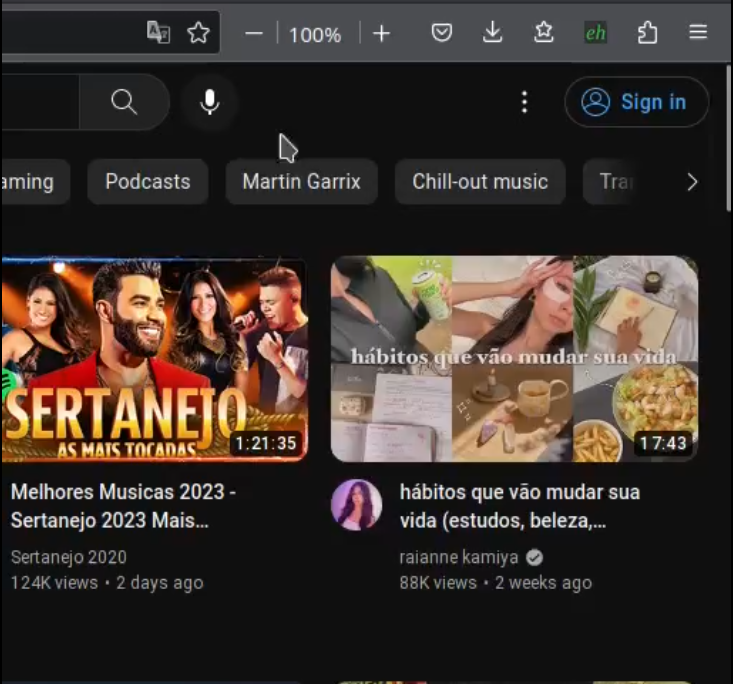 100%
eh
Sign in
aming
Podcasts
Martin Garrix
Chill-out music
Tra
SERTANEJO
AS MAIS TOCADAS
1:21:35
hábitos que vão mudar sua vida
17:43
Melhores Musicas 2023 -
Sertanejo 2023 Mais...
Sertanejo 2020
124K views • 2 days ago
hábitos que vão mudar sua
vida (estudos, beleza,...
raianne kamiya
88K views • 2 weeks ago